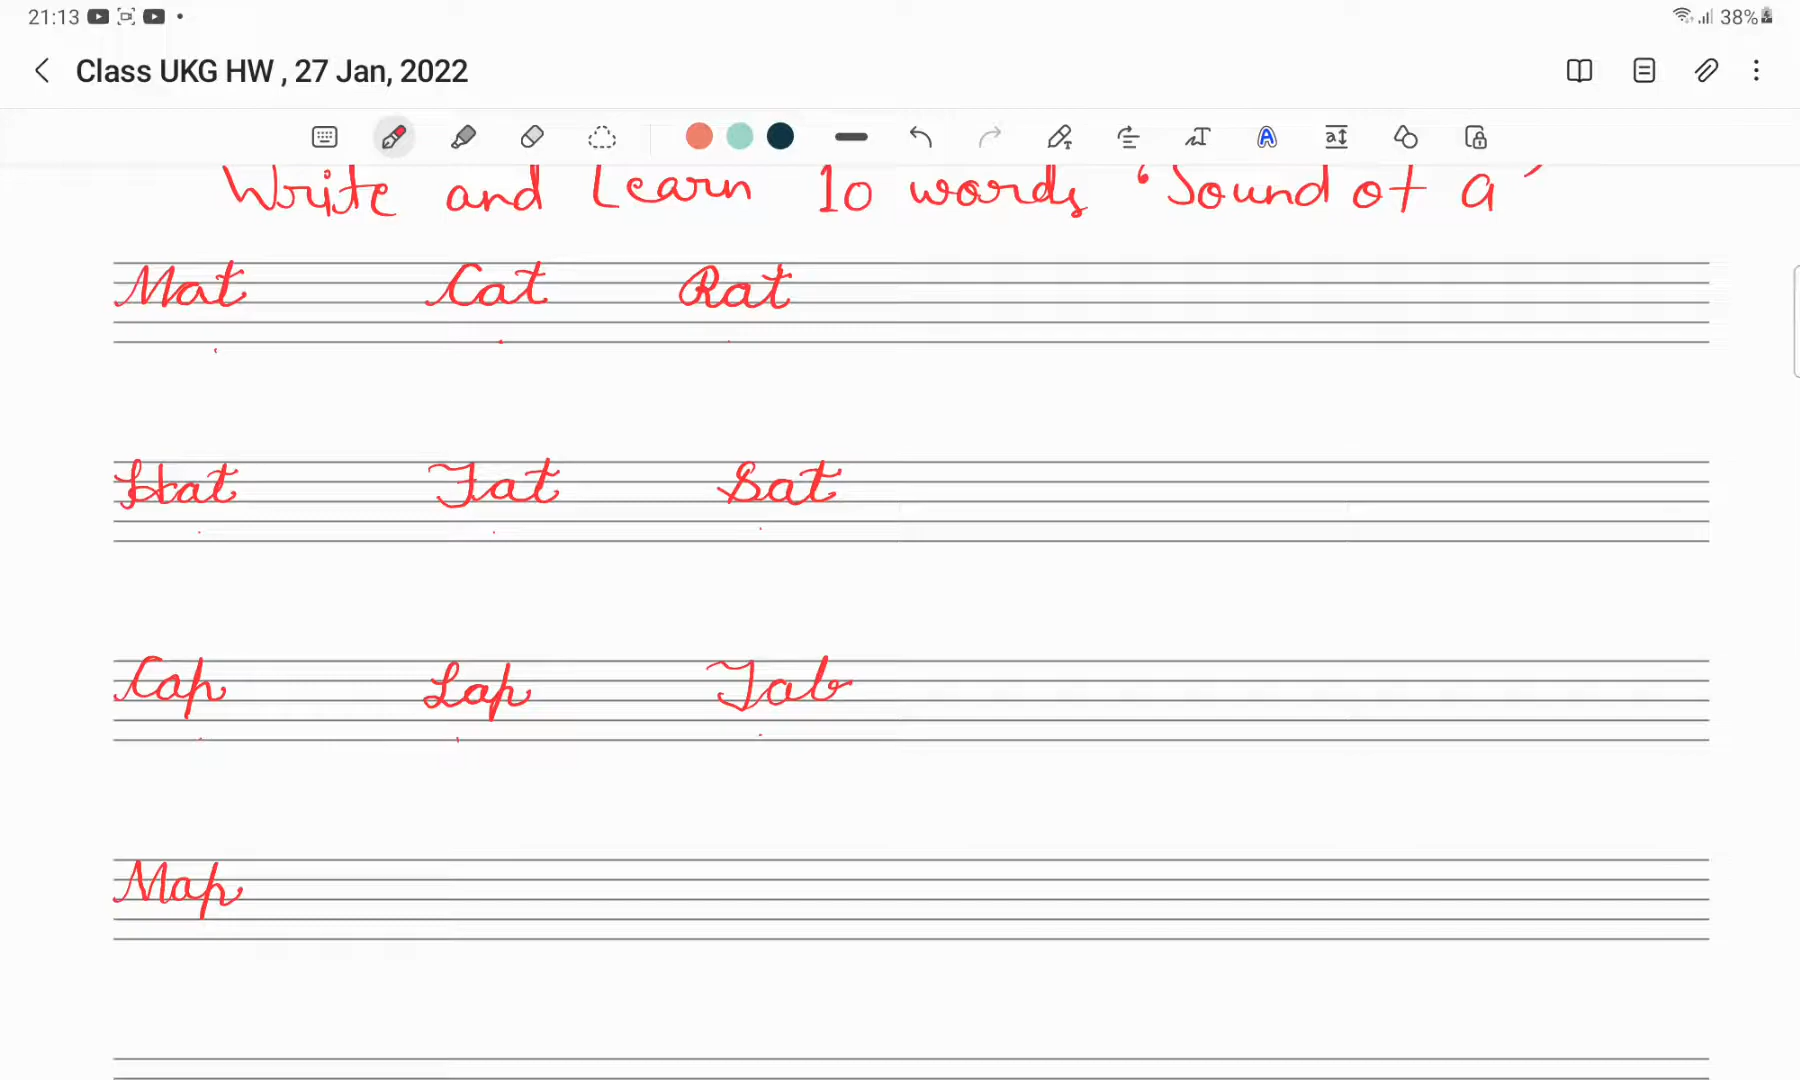 21:13 38%
Class UKG HW , 27 Jan, 2022
Write and Learn 10 words 'Sound of a'
Mat Cat Rat
Hat Fat Sat
Cap Lap Tab
Map